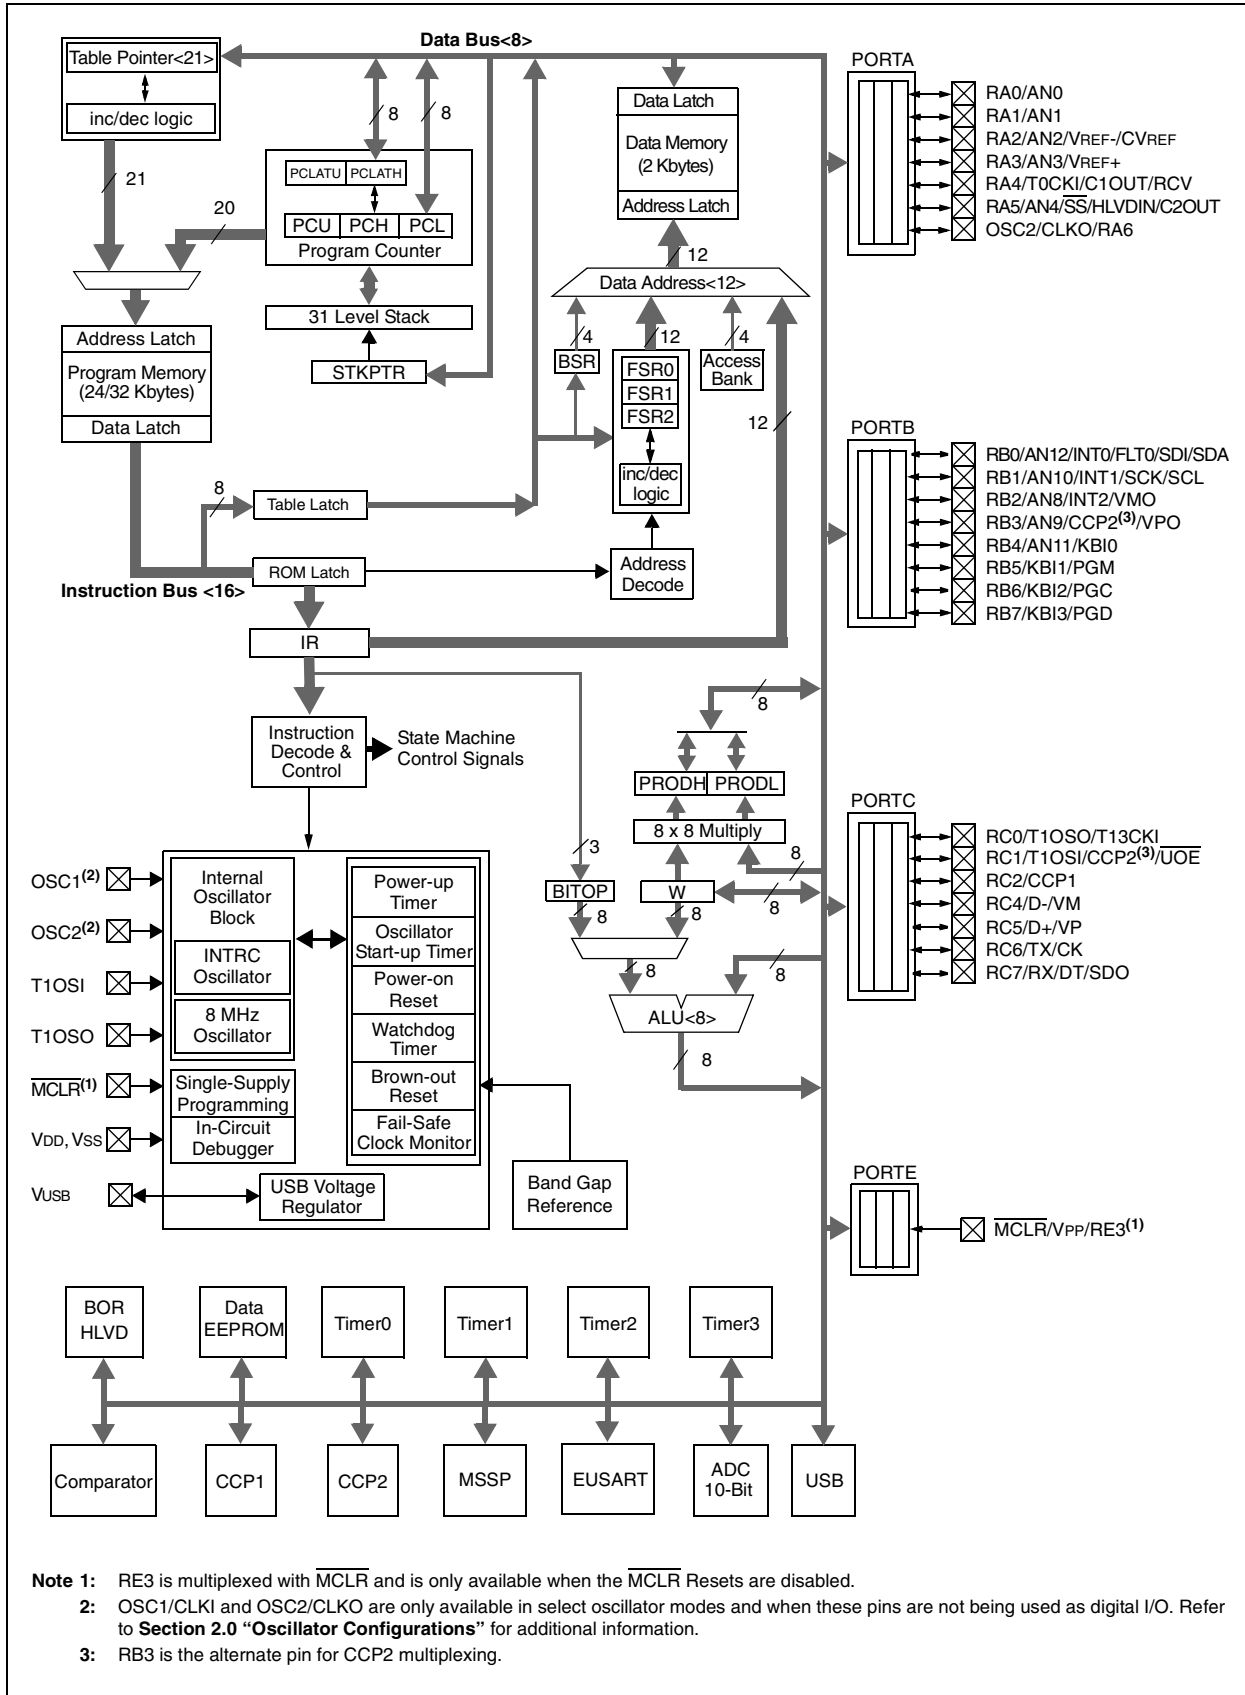 Data Bus<8>
Table Pointer<21>
inc/dec logic
21
8
8
PCLATU
PCLATH
PCU
PCH
PCL
Program Counter
20
31 Level Stack
STKPTR
Address Latch
Program Memory
(24/32 Kbytes)
Data Latch
8
Table Latch
ROM Latch
Instruction Bus <16>
IR
Data Latch
Data Memory
(2 Kbytes)
Address Latch
12
Data Address<12>
4
12
4
BSR
FSR0
FSR1
FSR2
inc/dec
logic
Access
Bank
12
Address
Decode
Instruction
Decode &
Control
State Machine
Control Signals
8
PRODH
PRODL
8 x 8 Multiply
3
8
BITOP
W
8
8
8
8
8
ALU<8>
8
OSC1(2)
OSC2(2)
T1OSI
T1OSO
MCLR(1)
VDD, VSS
VUSB
Internal
Oscillator
Block
INTRC
Oscillator
8 MHz
Oscillator
Single-Supply
Programming
In-Circuit
Debugger
USB Voltage
Regulator
Power-up
Timer
Oscillator
Start-up Timer
Power-on
Reset
Watchdog
Timer
Brown-out
Reset
Fail-Safe
Clock Monitor
Band Gap
Reference
PORTA
RA0/AN0
RA1/AN1
RA2/AN2/VREF-/CVREF
RA3/AN3/VREF+
RA4/T0CKI/C1OUT/RCV
RA5/AN4/SS/HLVDIN/C2OUT
OSC2/CLKO/RA6
PORTB
RB0/AN12/INT0/FLT0/SDI/SDA
RB1/AN10/INT1/SCK/SCL
RB2/AN8/INT2/VMO
RB3/AN9/CCP2(3)/VPO
RB4/AN11/KBI0
RB5/KBI1/PGM
RB6/KBI2/PGC
RB7/KBI3/PGD
PORTC
RC0/T1OSO/T13CKI
RC1/T1OSI/CCP2(3)/UOE
RC2/CCP1
RC4/D-/VM
RC5/D+/VP
RC6/TX/CK
RC7/RX/DT/SDO
PORTE
MCLR/VPP/RE3(1)
BOR
HLVD
Data
EEPROM
Timer0
Timer1
Timer2
Timer3
Comparator
CCP1
CCP2
MSSP
EUSART
ADC
10-Bit
USB
Note 1: RE3 is multiplexed with MCLR and is only available when the MCLR Resets are disabled.
2: OSC1/CLKI and OSC2/CLKO are only available in select oscillator modes and when these pins are not being used as digital I/O. Refer
to Section 2.0 “Oscillator Configurations” for additional information.
3: RB3 is the alternate pin for CCP2 multiplexing.